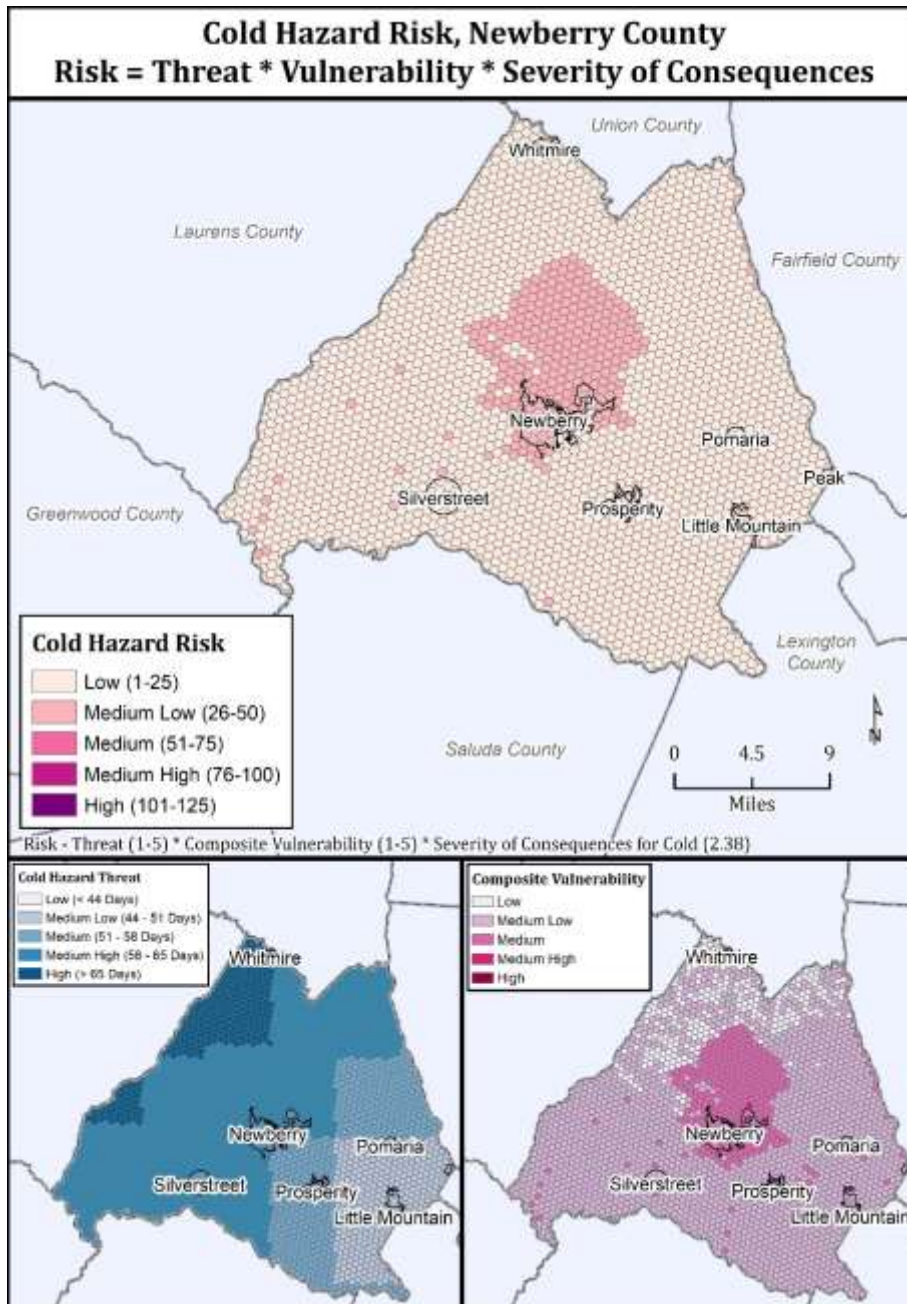 Cold Hazard Risk, Newberry County
Risk = Threat * Vulnerability * Severity of Consequences
Union County
Whitmire
Laurens County
Fairfield County
Newberry
Pomaria
Peak
Silverstreet
Prosperity
Greenwood County
Little Mountain
Cold Hazard Risk
Low (1-25)
Medium Low (26-50)
Medium (51-75)
Medium High (76-100)
High (101-125)
Lexington
County
Saluda County
N
0 4.5 9
Miles
Risk - Threat (1-5) * Composite Vulnerability (1-5) * Severity of Consequences for Cold (2.38)
Cold Hazard Threat
Low (< 44 Days)
Medium Low (44 - 51 Days)
Medium (51 - 58 Days)
Medium High (58 - 65 Days)
High (> 65 Days)
Whitmire
Newberry
Pomaria
Silverstreet
Prosperity
Little Mountain
Composite Vulnerability
Low
Medium Low
Medium
Medium High
High
Whitmire
Newberry
Pomaria
Silverstreet
Prosperity
Little Mountain